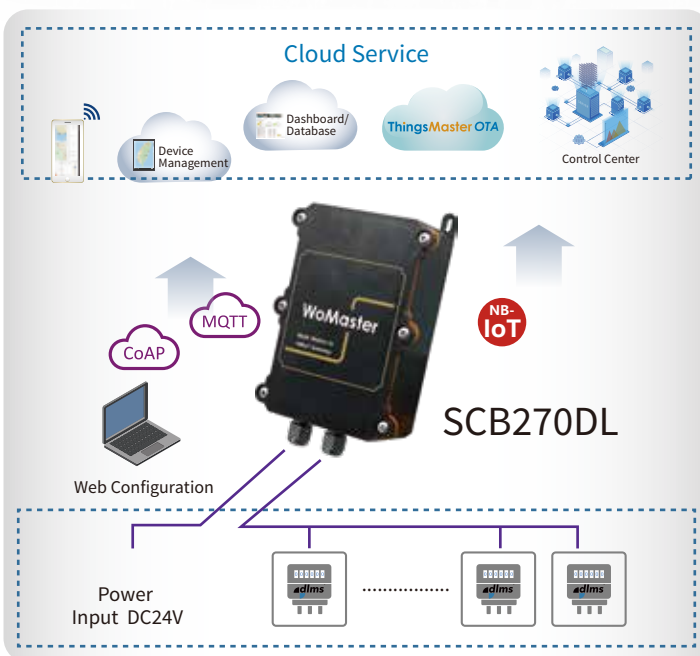 Cloud Service
Device
Management
Dashboard/
Database
ThingsMaster OTA
Control Center
WoMaster
MQTT
CoAP
NB-
IoT
SCB270DL
Web Configuration
Power
Input DC24V
dlms
dlms
dlms